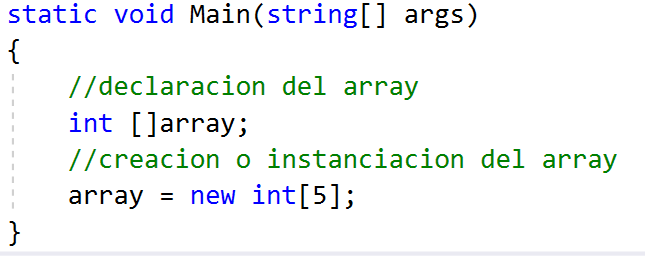 static void Main(string[] args)
{
//declaracion del array
int []array;
//creacion o instanciacion del array
array = new int[5];
}